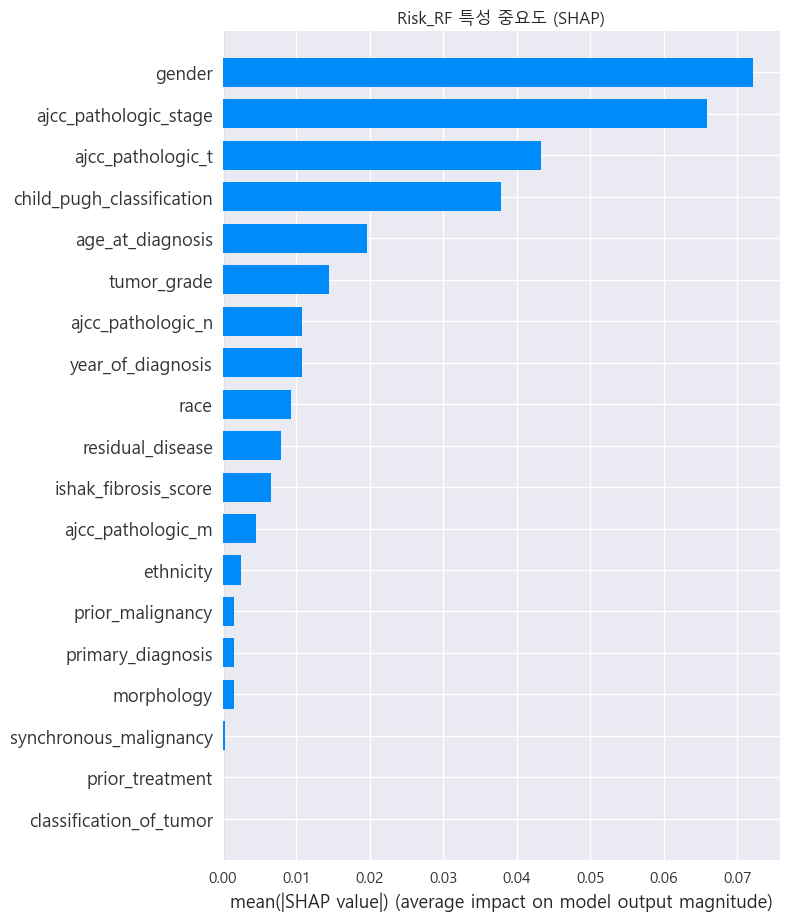 Risk_RF 특성 중요도 (SHAP)
gender
ajcc_pathologic_stage
ajcc_pathologic_t
child_pugh_classification
age_at_diagnosis
tumor_grade
ajcc_pathologic_n
year_of_diagnosis
race
residual_disease
ishak_fibrosis_score
ajcc_pathologic_m
ethnicity
prior_malignancy
primary_diagnosis
morphology
synchronous_malignancy
prior_treatment
classification_of_tumor
0.00 0.01 0.02 0.03 0.04 0.05 0.06 0.07
mean(|SHAP value|) (average impact on model output magnitude)